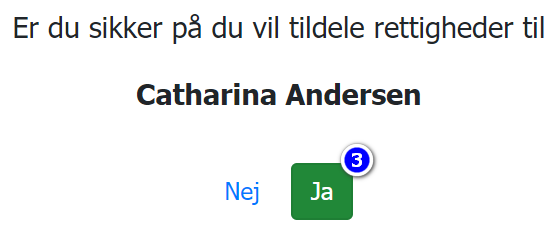 Er du sikker på du vil tildele rettigheder til
Catharina Andersen
3
Nej Ja